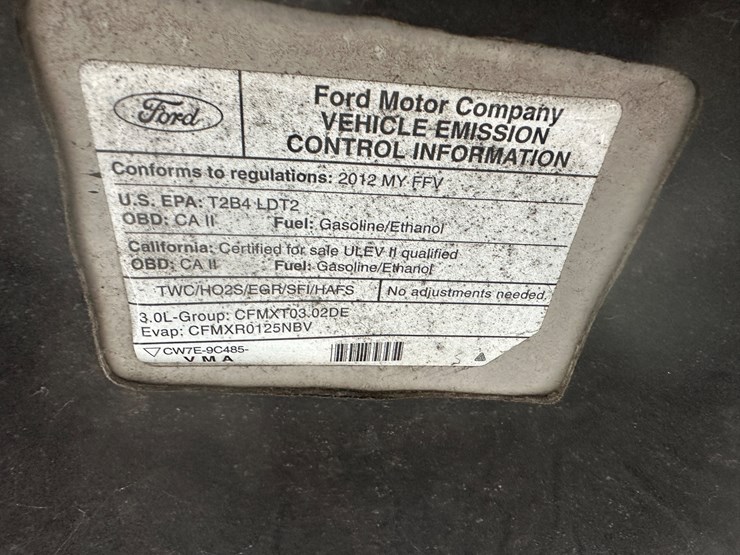 Ford
Ford Motor Company
VEHICLE EMISSION
CONTROL INFORMATION
Conforms to regulations: 2012 MY FFV
U.S. EPA: T2B4 LDT2
OBD: CA II Fuel: Gasoline/Ethanol
California: Certified for sale ULEV II qualified
OBD: CA II Fuel: Gasoline/Ethanol
TWC/HO2S/EGR/SFI/HAFS No adjustments needed.
3.0L-Group: CFMXT03.02DE
Evap: CFMXR0125NBV
CW7E-9C485-
VMA